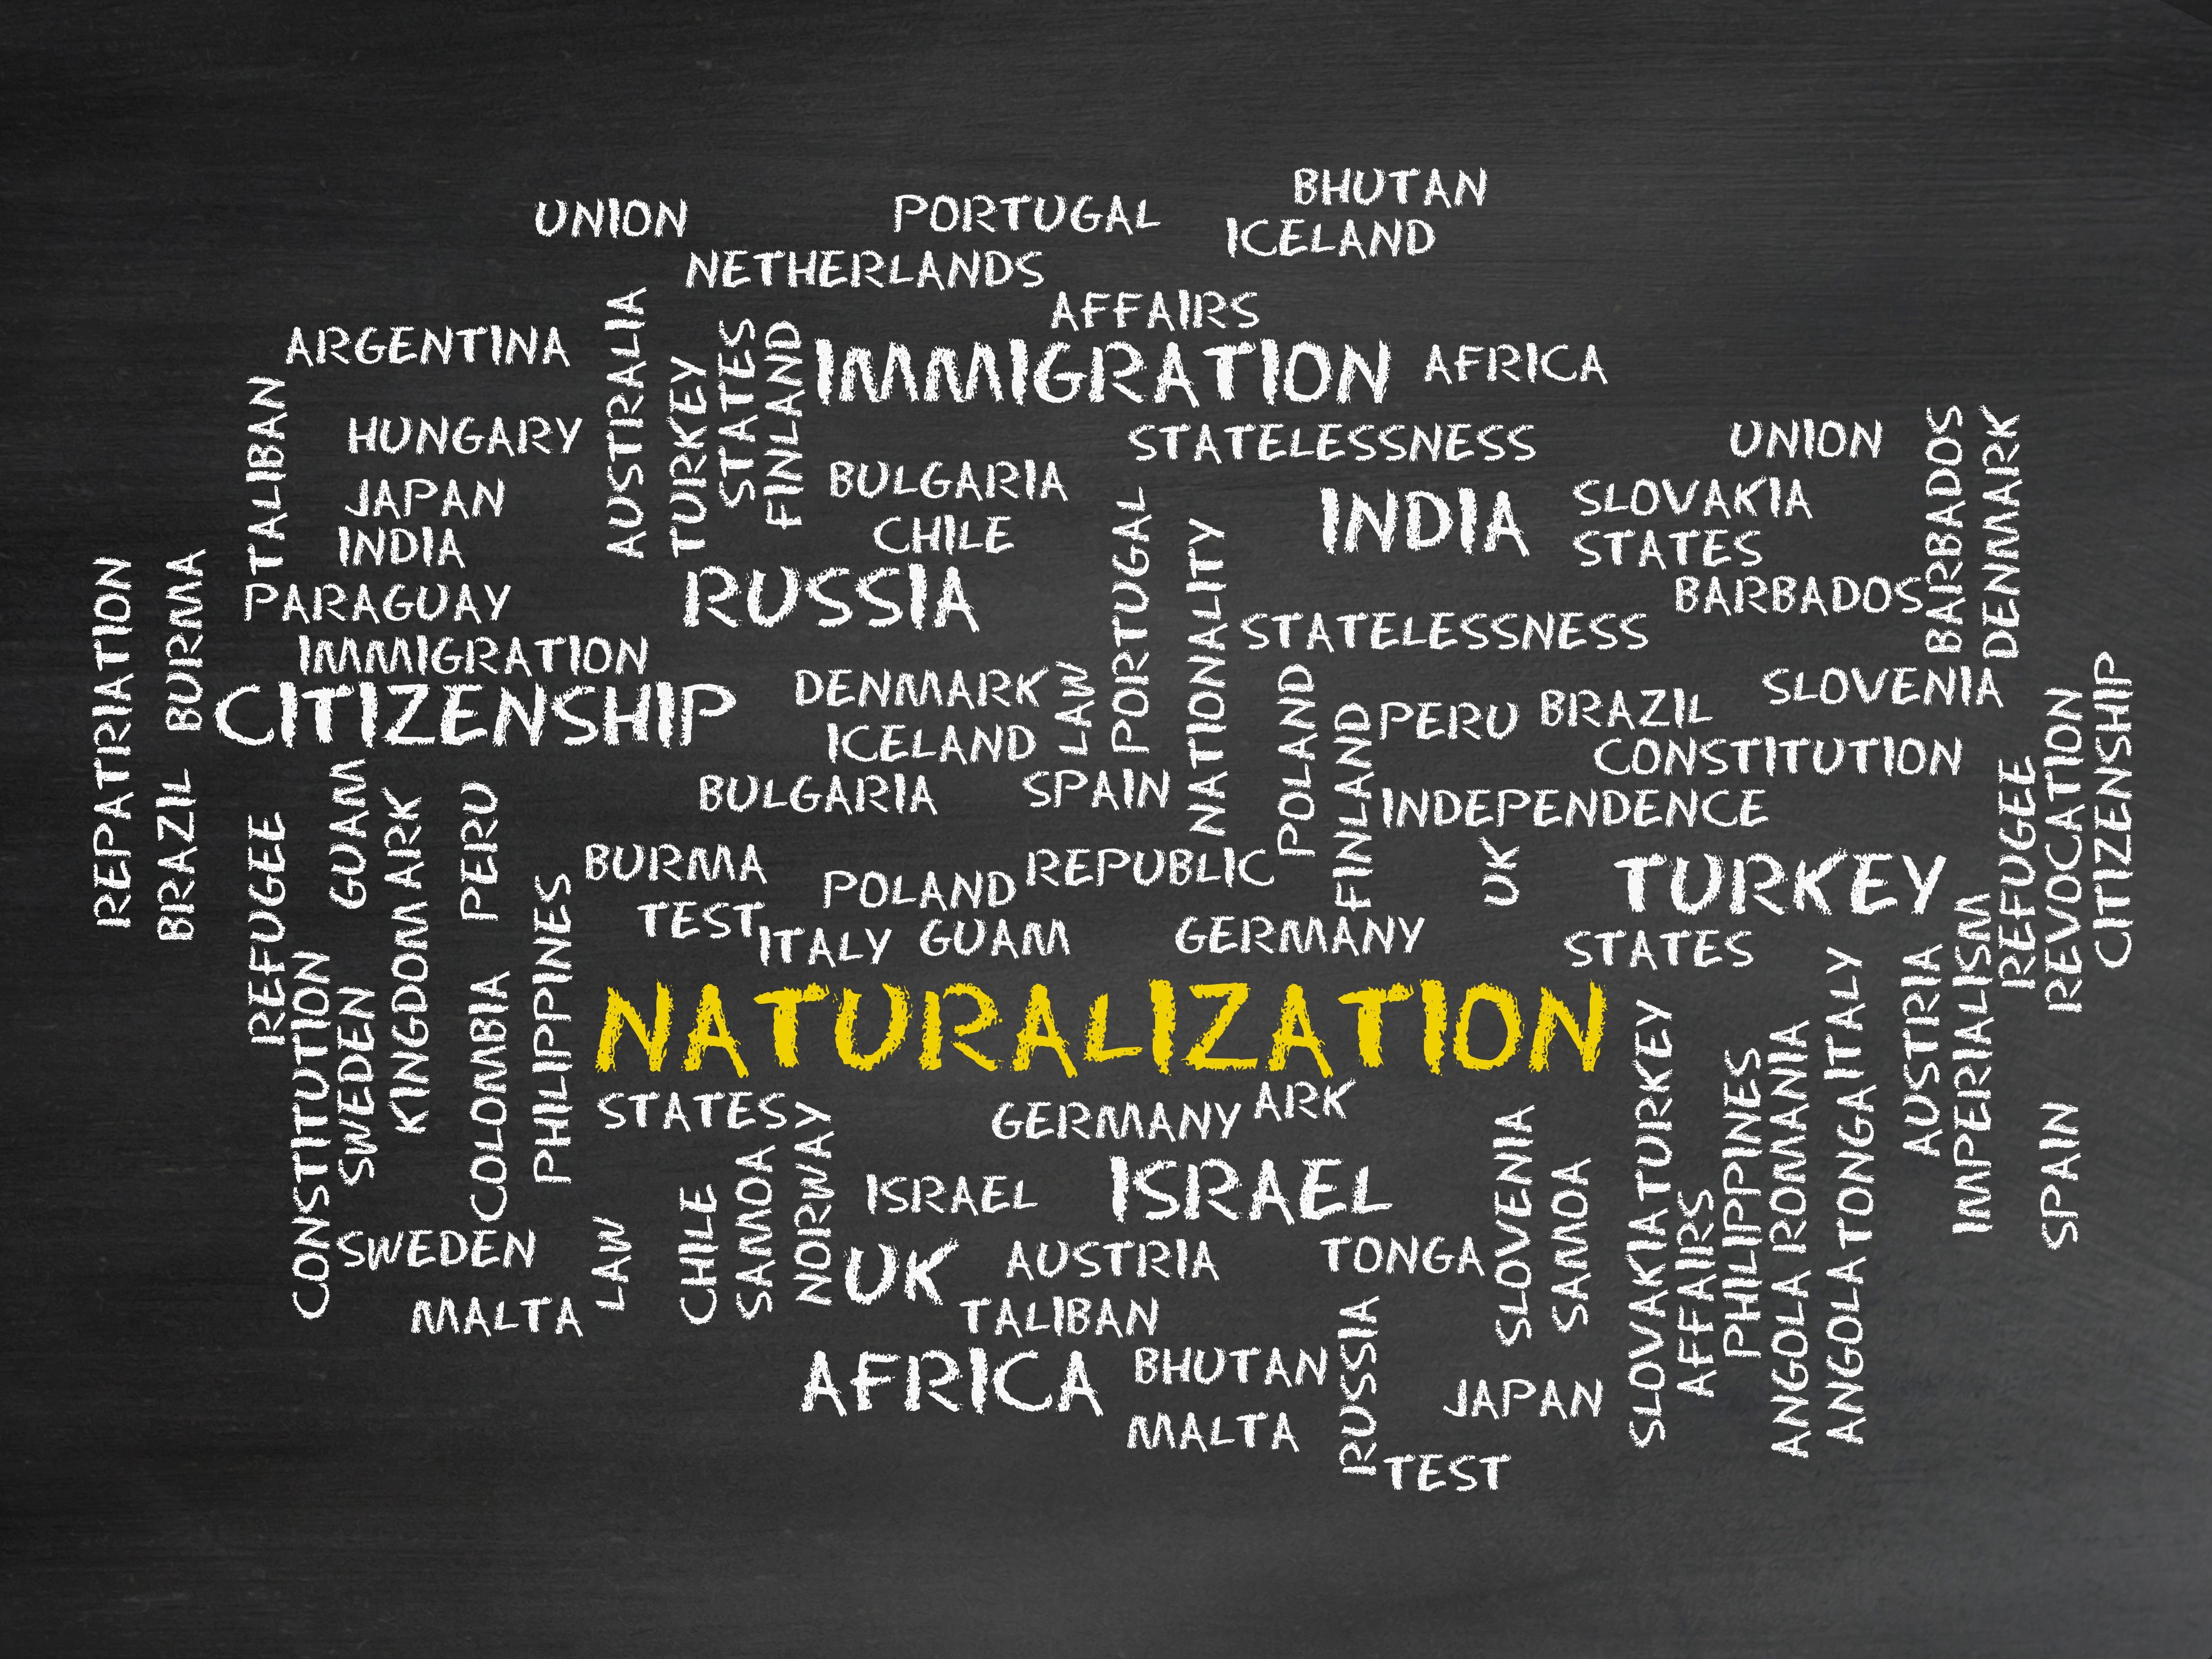 BHUTAN
UNION
PORTUGAL
ICELAND
NETHERLANDS
AFFAIRS
ARGENTINA
AUSTRALIA
TURKEY
STATES
FINLAND
IMMIGRATION
AFRICA
TALIBAN
HUNGARY
STATELESSNESS
UNION
BARBADOS
DENMARK
JAPAN
BULGARIA
INDIA
SLOVAKIA
INDIA
CHILE
STATES
REPATRIATION
BURMA
PARAGUAY
RUSSIA
PORTUGAL
NATIONALITY
BARBADOS
STATELESSNESS
IMMIGRATION
CITIZENSHIP
DENMARK
LAW
POLAND
FINLAND
PERU
BRAZIL
SLOVENIA
ICELAND
CONSTITUTION
REFUGEE
REVOCATION
CITIZENSHIP
BRAZIL
GUAM
ARK
PERU
BULGARIA
SPAIN
INDEPENDENCE
REFUGEE
BURMA
REPUBLIC
UK
TURKEY
POLAND
TEST
ITALY
GUAM
GERMANY
STATES
CONSTITUTION
SWEDEN
KINGDOM
COLOMBIA
PHILIPPINES
NATURALIZATION
TURKEY
PHILIPPINES
ROMANIA
ITALY
AUSTRIA
IMPERIALISM
STATES
GERMANY
ARK
SPAIN
CHILE
SAMOA
NORWAY
ISRAEL
ISRAEL
SLOVENIA
SAMOA
SLOVAKIA
AFFAIRS
ANGOLA
TONGA
ANGOLA
SWEDEN
LAW
UK
AUSTRIA
TONGA
MALTA
TALIBAN
AFRICA
BHUTAN
RUSSIA
JAPAN
MALTA
TEST